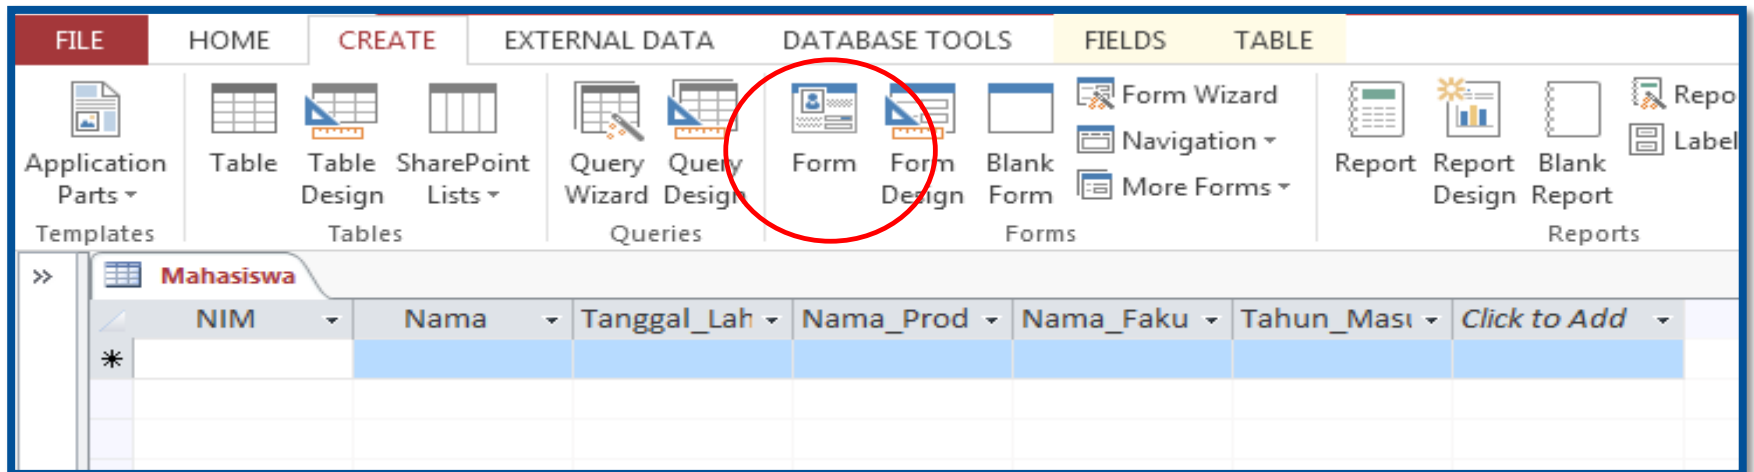 FILE HOME CREATE EXTERNAL DATA DATABASE TOOLS FIELDS TABLE
Application Parts
Table
Table Design
SharePoint Lists
Query Wizard
Query Design
Form
Form Design
Blank Form
Form Wizard
Navigation
More Forms
Report
Report Design
Blank Report
Repo
Label
Templates Tables Queries Forms Reports
Mahasiswa
NIM Nama Tanggal_Lah Nama_Prod Nama_Faku Tahun_Masu Click to Add